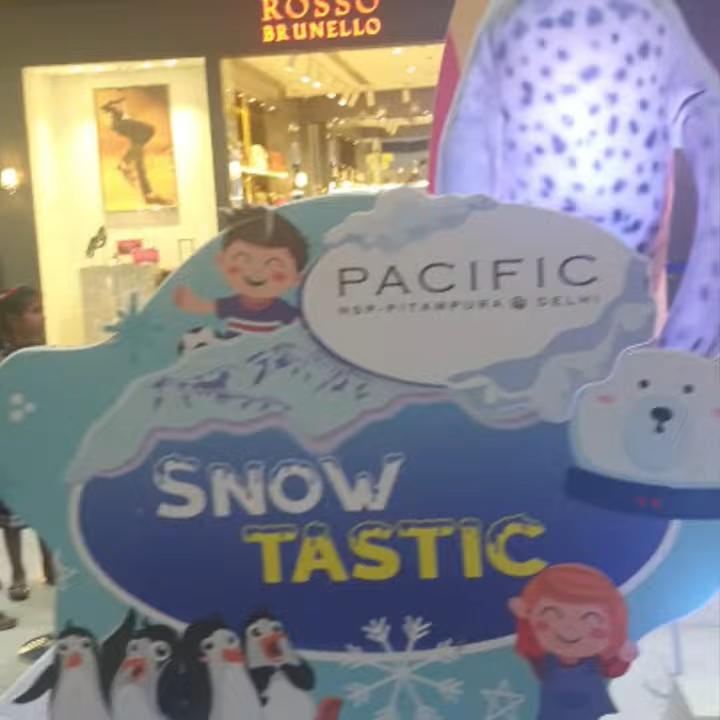 ROSSO
BRUNELLO
PACIFIC
NSP-PITAMPURA DELHI
SNOW
TASTIC